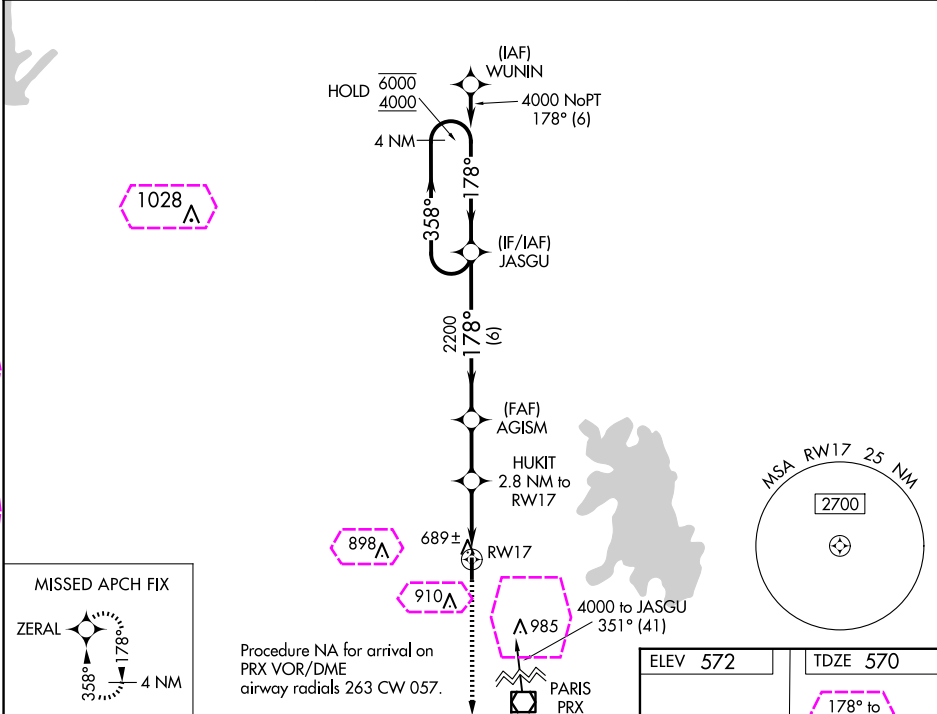 (IAF)
WUNIN
HOLD 6000
4000
4000 NoPT
178° (6)
4 NM
178°
358°
1028
(IF/IAF)
JASGU
2200
178°
(6)
(FAF)
AGISM
HUKIT
2.8 NM to
RW17
MSA RW17 25 NM
2700
898
689±
RW17
910
985
4000 to JASGU
351° (41)
MISSED APCH FIX
ZERAL
178°
358°
4 NM
Procedure NA for arrival on
PRX VOR/DME
airway radials 263 CW 057.
PARIS
PRX
ELEV 572
TDZE 570
178° to